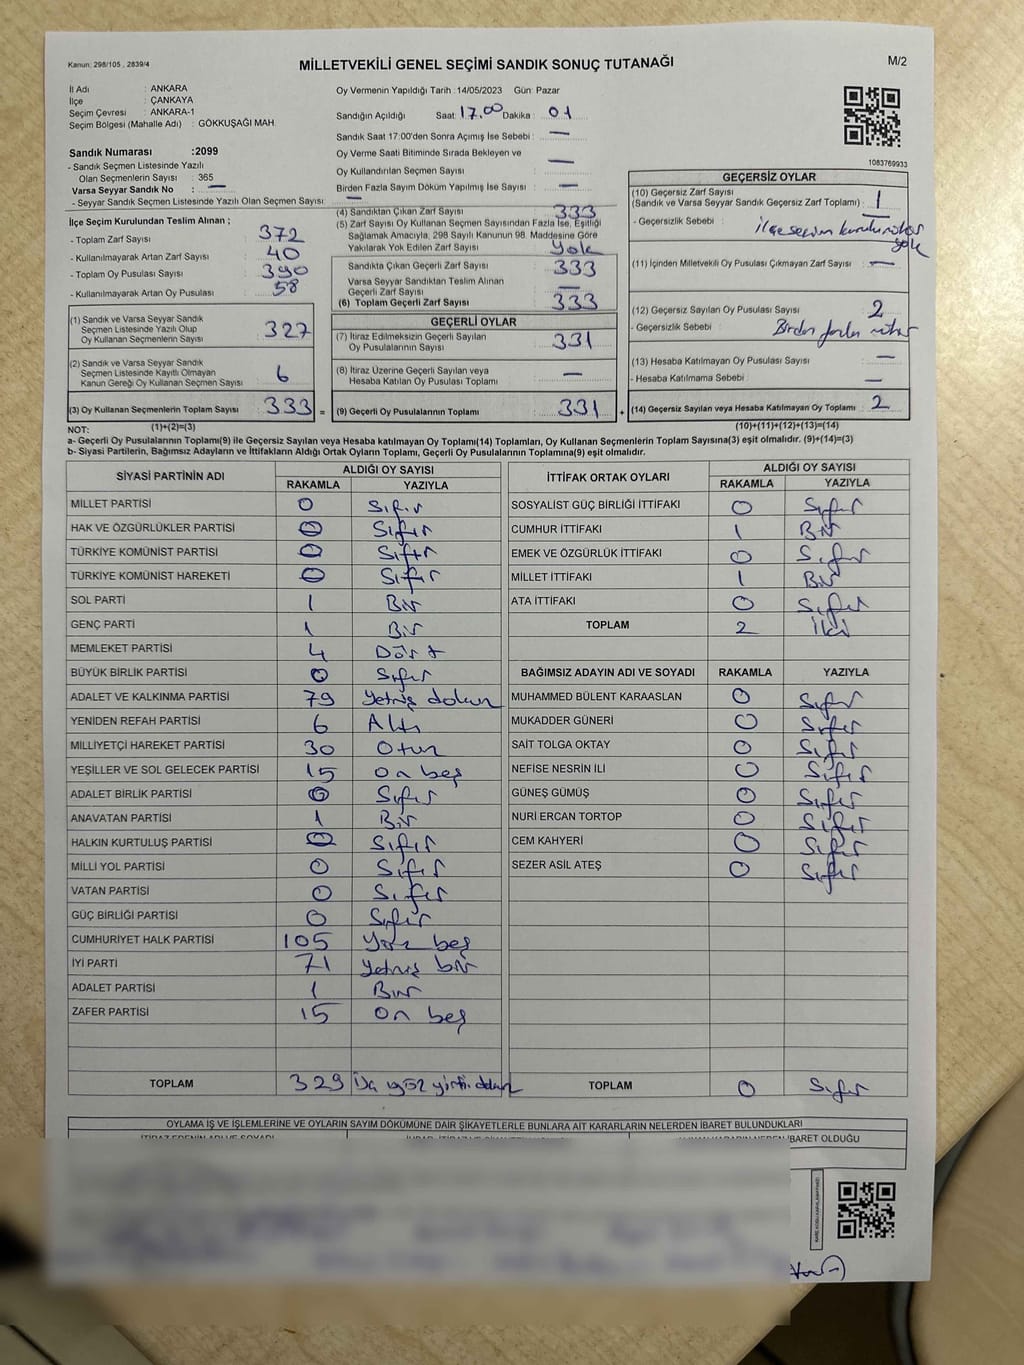 Kanun: 298/105 , 2839/4
MİLLETVEKİLİ GENEL SEÇİMİ SANDIK SONUÇ TUTANAĞI
M/2
İl Adı : ANKARA
İlçe : ÇANKAYA
Seçim Çevresi : ANKARA-1
Seçim Bölgesi (Mahalle Adı) : GÖKKUŞAĞI MAH.
Sandık Numarası :2099
- Sandık Seçmen Listesinde Yazılı
Olan Seçmenlerin Sayısı : 365
Varsa Seyyar Sandık No : —
- Seyyar Sandık Seçmen Listesinde Yazılı Olan Seçmen Sayısı: —
Oy Vermenin Yapıldığı Tarih :14/05/2023 Gün: Pazar
Sandığın Açıldığı Saat: 17.00 Dakika : 01
Sandık Saat 17:00'den Sonra Açımış İse Sebebi : —
Oy Verme Saati Bitiminde Sırada Bekleyen ve
Oy Kullandırılan Seçmen Sayısı : —
Birden Fazla Sayım Döküm Yapılmış İse Sayısı : —
1083769933
İlçe Seçim Kurulundan Teslim Alınan ;
- Toplam Zarf Sayısı : 372
- Kullanılmayarak Artan Zarf Sayısı : 40
- Toplam Oy Pusulası Sayısı : 390
- Kullanılmayarak Artan Oy Pusulası : 58
(1) Sandık ve Varsa Seyyar Sandık
Seçmen Listesinde Yazılı Olup
Oy Kullanan Seçmenlerin Sayısı : 327
(2) Sandık ve Varsa Seyyar Sandık
Seçmen Listesinde Kayıtlı Olmayan
Kanun Gereği Oy Kullanan Seçmen Sayısı : 6
(3) Oy Kullanan Seçmenlerin Toplam Sayısı : 333 =
(4) Sandıktan Çıkan Zarf Sayısı : 333
(5) Zarf Sayısı Oy Kullanan Seçmen Sayısından Fazla İse, Eşitliği
Sağlamak Amacıyla, 298 Sayılı Kanunun 98. Maddesine Göre
Yakılarak Yok Edilen Zarf Sayısı : Yok
Sandıkta Çıkan Geçerli Zarf Sayısı : 333
Varsa Seyyar Sandıktan Teslim Alınan
Geçerli Zarf Sayısı : —
(6) Toplam Geçerli Zarf Sayısı : 333
GEÇERLİ OYLAR
(7) İtiraz Edilmeksizin Geçerli Sayılan
Oy Pusulalarının Sayısı : 331
(8) İtiraz Üzerine Geçerli Sayılan veya
Hesaba Katılan Oy Pusulası Toplamı : —
(9) Geçerli Oy Pusulalarının Toplamı : 331 +
GEÇERSİZ OYLAR
(10) Geçersiz Zarf Sayısı
(Sandık ve Varsa Seyyar Sandık Geçersiz Zarf Toplamı) : 1
- Geçersizlik Sebebi : ilçe seçim kurulu mührü
yok
(11) İçinden Milletvekili Oy Pusulası Çıkmayan Zarf Sayısı : —
(12) Geçersiz Sayılan Oy Pusulası Sayısı : 2
- Geçersizlik Sebebi : Birden fazla mühür
(13) Hesaba Katılmayan Oy Pusulası Sayısı : —
- Hesaba Katılmama Sebebi : —
(14) Geçersiz Sayılan veya Hesaba Katılmayan Oy Toplamı : 2
NOT: (1)+(2)=(3)
(10)+(11)+(12)+(13)=(14)
a- Geçerli Oy Pusulalarının Toplamı(9) ile Geçersiz Sayılan veya Hesaba katılmayan Oy Toplamı(14) Toplamları, Oy Kullanan Seçmenlerin Toplam Sayısına(3) eşit olmalıdır. (9)+(14)=(3)
b- Siyasi Partilerin, Bağımsız Adayların ve İttifakların Aldığı Ortak Oyların Toplamı, Geçerli Oy Pusulalarının Toplamına(9) eşit olmalıdır.
SİYASİ PARTİNİN ADI ALDIĞI OY SAYISI
RAKAMLA YAZIYLA
MİLLET PARTİSİ 0 Sıfır
HAK VE ÖZGÜRLÜKLER PARTİSİ 0 Sıfır
TÜRKİYE KOMÜNİST PARTİSİ 0 Sıfır
TÜRKİYE KOMÜNİST HAREKETİ 0 Sıfır
SOL PARTİ 1 Bir
GENÇ PARTİ 1 Bir
MEMLEKET PARTİSİ 4 Dört
BÜYÜK BİRLİK PARTİSİ 0 Sıfır
ADALET VE KALKINMA PARTİSİ 79 Yetmiş dokuz
YENİDEN REFAH PARTİSİ 6 Altı
MİLLİYETÇİ HAREKET PARTİSİ 30 Otuz
YEŞİLLER VE SOL GELECEK PARTİSİ 15 On beş
ADALET BİRLİK PARTİSİ 0 Sıfır
ANAVATAN PARTİSİ 1 Bir
HALKIN KURTULUŞ PARTİSİ 0 Sıfır
MİLLİ YOL PARTİSİ 0 Sıfır
VATAN PARTİSİ 0 Sıfır
GÜÇ BİRLİĞİ PARTİSİ 0 Sıfır
CUMHURİYET HALK PARTİSİ 105 Yüz beş
İYİ PARTİ 71 Yetmiş bir
ADALET PARTİSİ 1 Bir
ZAFER PARTİSİ 15 On beş
TOPLAM 329 Üç yüz yirmi dokuz
İTTİFAK ORTAK OYLARI ALDIĞI OY SAYISI
RAKAMLA YAZIYLA
SOSYALİST GÜÇ BİRLİĞİ İTTİFAKI 0 Sıfır
CUMHUR İTTİFAKI 1 Bir
EMEK VE ÖZGÜRLÜK İTTİFAKI 0 Sıfır
MİLLET İTTİFAKI 1 Bir
ATA İTTİFAKI 0 Sıfır
TOPLAM 2 İki
BAĞIMSIZ ADAYIN ADI VE SOYADI RAKAMLA YAZIYLA
MUHAMMED BÜLENT KARAASLAN 0 Sıfır
MUKADDER GÜNERİ 0 Sıfır
SAİT TOLGA OKTAY 0 Sıfır
NEFİSE NESRİN İLİ 0 Sıfır
GÜNEŞ GÜMÜŞ 0 Sıfır
NURİ ERCAN TORTOP 0 Sıfır
CEM KAHYERİ 0 Sıfır
SEZER ASİL ATEŞ 0 Sıfır
TOPLAM 0 Sıfır
OYLAMA İŞ VE İŞLEMLERİNE VE OYLARIN SAYIM DÖKÜMÜNE DAİR ŞİKAYETLERLE BUNLARA AİT KARARLARIN NELERDEN İBARET BULUNDUKLARI
İBARET OLDUĞU